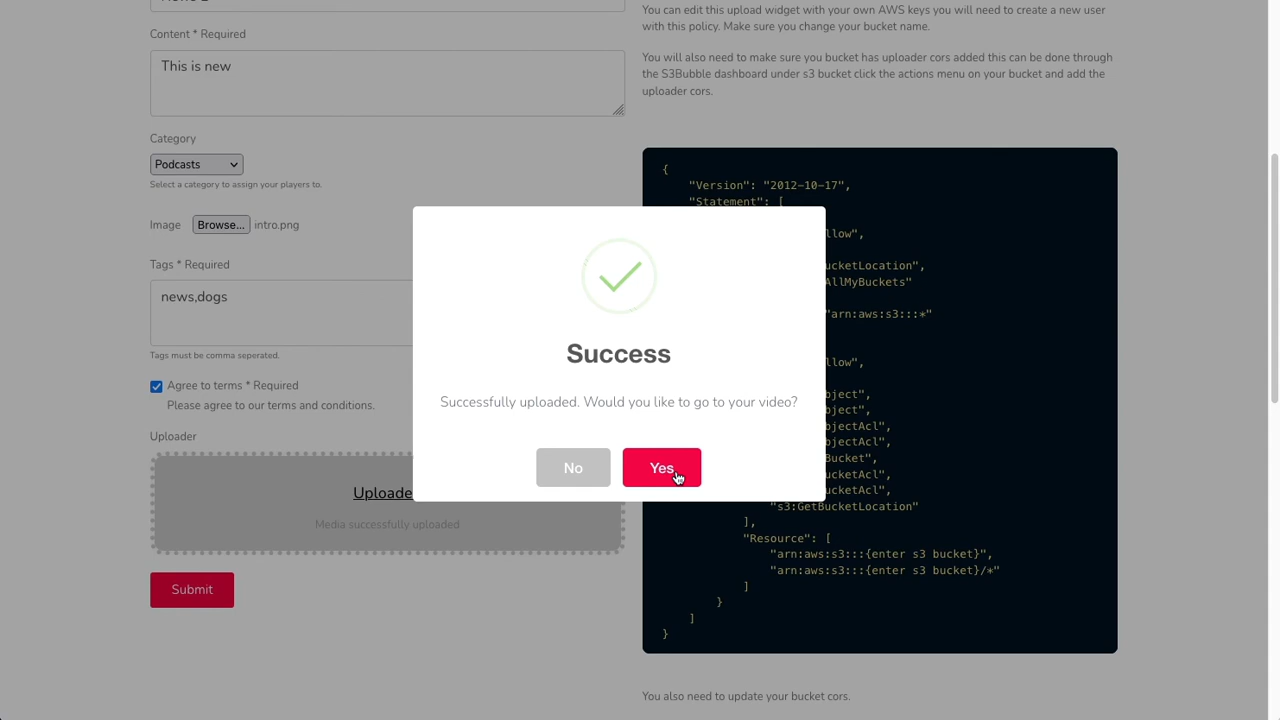 You can edit this upload widget with your own AWS keys you will need to create a new user
with this policy. Make sure you change your bucket name.
Content * Required
This is new
You will also need to make sure you bucket has uploader cors added this can be done through
the S3Bubble dashboard under s3 bucket click the actions menu on your bucket and add the
uploader cors.
Category
Podcasts
Select a category to assign your players to.
Image Browse... intro.png
Tags * Required
news,dogs
Tags must be comma seperated.
Agree to terms * Required
Please agree to our terms and conditions.
Uploader
Uploade
Media successfully uploaded
Submit
Success
Successfully uploaded. Would you like to go to your video?
No
Yes
{
"Version": "2012-10-17",
"Statement": [
llow",
ucketLocation",
AllMyBuckets"
"arn:aws:s3:::*"
llow",
bject",
bject",
bjectAcl",
bjectAcl",
Bucket",
ucketAcl",
ucketAcl",
"s3:GetBucketLocation"
],
"Resource": [
"arn:aws:s3:::{enter s3 bucket}",
"arn:aws:s3:::{enter s3 bucket}/*"
]
}
]
}
You also need to update your bucket cors.